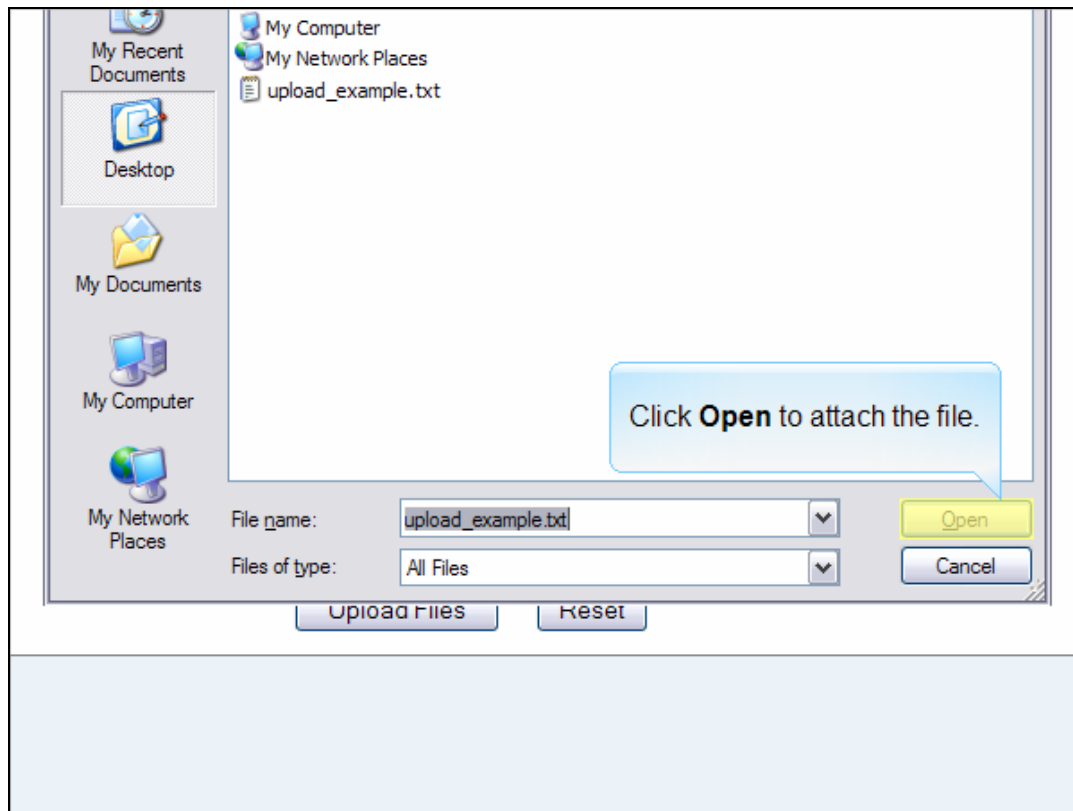 My Recent
Documents
Desktop
My Documents
My Computer
My Network
Places
My Computer
My Network Places
upload_example.txt
Click Open to attach the file.
File name:
upload_example.txt
Open
Files of type:
All Files
Cancel
Upload Files
Reset